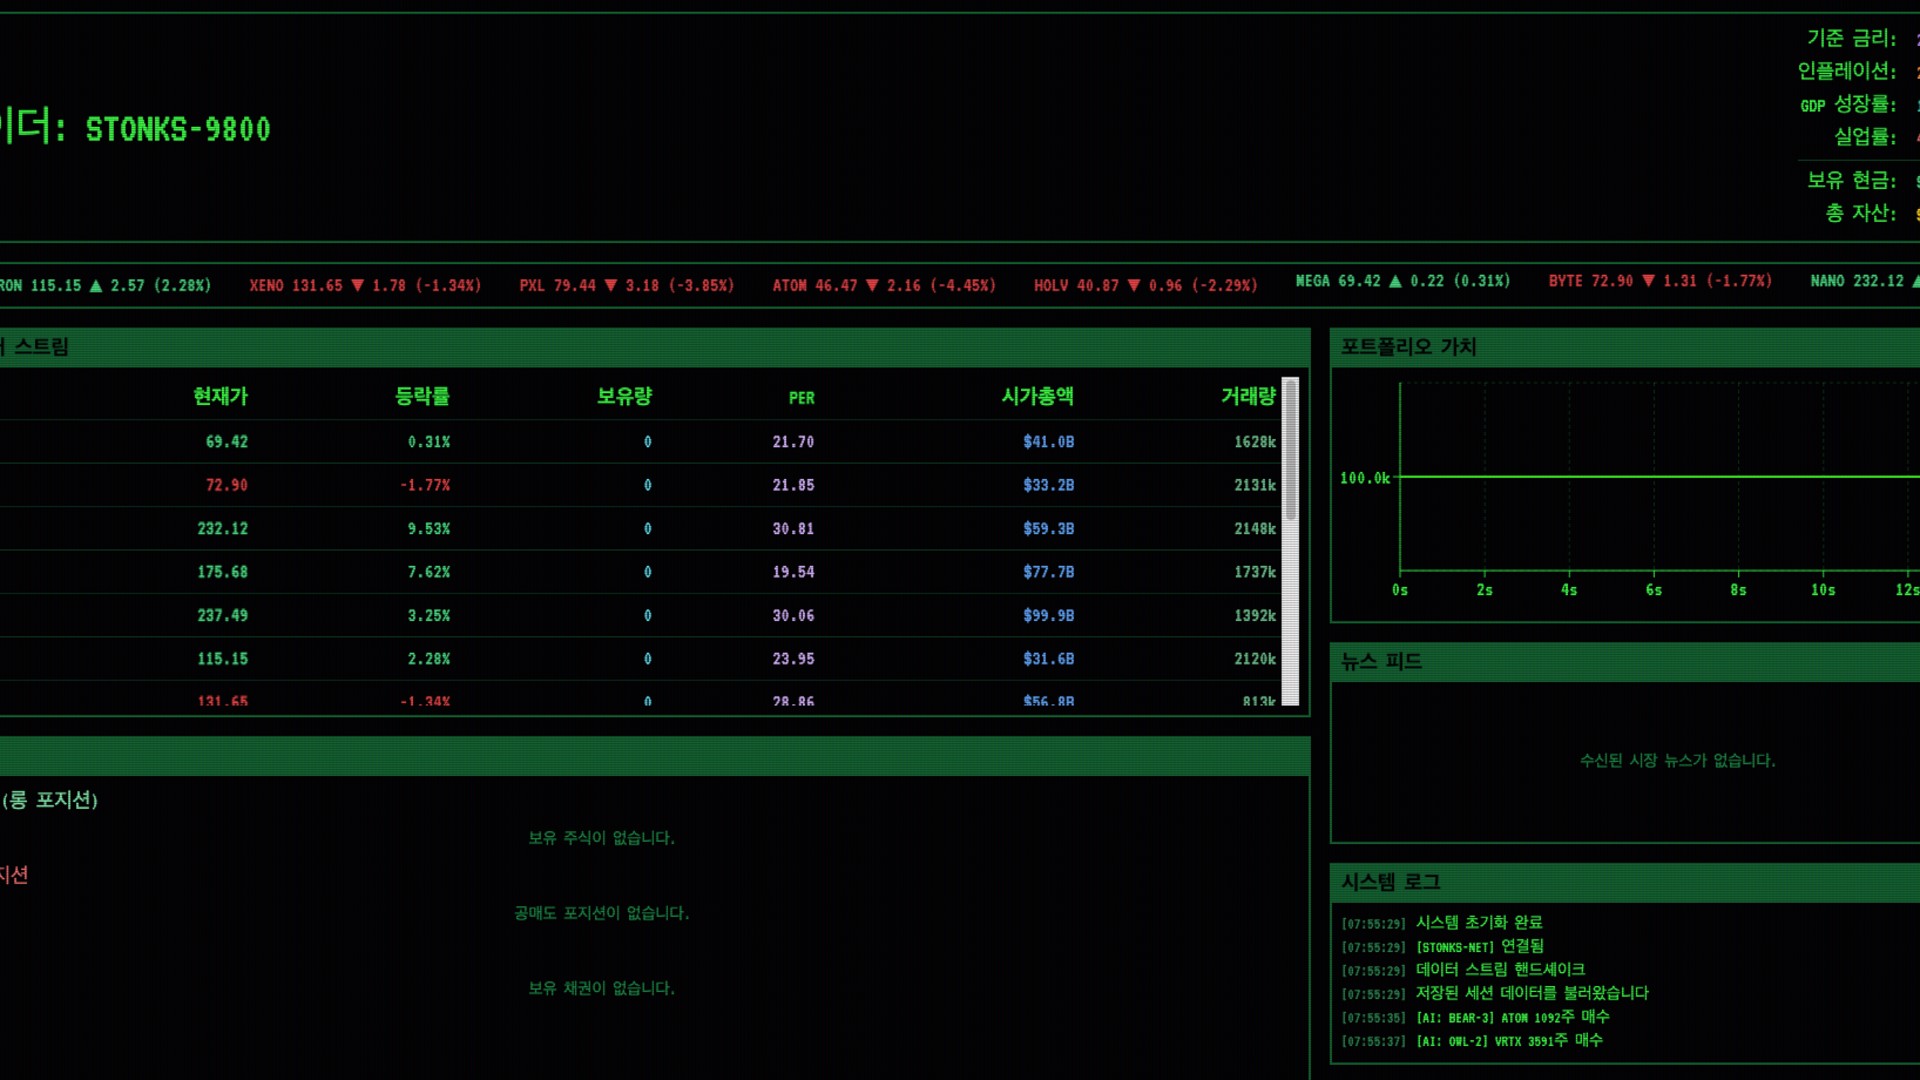 기준 금리:
인플레이션:
GDP 성장률:
실업률:
보유 현금:
총 자산:
이더: STONKS-9800
RON 115.15 ▲ 2.57 (2.28%) XENO 131.65 ▼ 1.78 (-1.34%) PXL 79.44 ▼ 3.18 (-3.85%) ATOM 46.47 ▼ 2.16 (-4.45%) HOLV 40.87 ▼ 0.96 (-2.29%) MEGA 69.42 ▲ 0.22 (0.31%) BYTE 72.90 ▼ 1.31 (-1.77%) NANO 232.12 ▲
스트림
현재가 등락률 보유량 PER 시가총액 거래량
69.42 0.31% 0 21.70 $41.0B 1628k
72.90 -1.77% 0 21.85 $33.2B 2131k
232.12 9.53% 0 30.81 $59.3B 2148k
175.68 7.62% 0 19.54 $77.7B 1737k
237.49 3.25% 0 30.06 $99.9B 1392k
115.15 2.28% 0 23.95 $31.6B 2120k
131.65 -1.34% 0 28.86 $56.8B 813k
(롱 포지션)
보유 주식이 없습니다.
지션
공매도 포지션이 없습니다.
보유 채권이 없습니다.
포트폴리오 가치
100.0k
0s 2s 4s 6s 8s 10s 12s
뉴스 피드
수신된 시장 뉴스가 없습니다.
시스템 로그
[07:55:29] 시스템 초기화 완료
[07:55:29] [STONKS-NET] 연결됨
[07:55:29] 데이터 스트림 핸드셰이크
[07:55:29] 저장된 세션 데이터를 불러왔습니다
[07:55:35] [AI: BEAR-3] ATOM 1092주 매수
[07:55:37] [AI: OWL-2] VRTX 3591주 매수